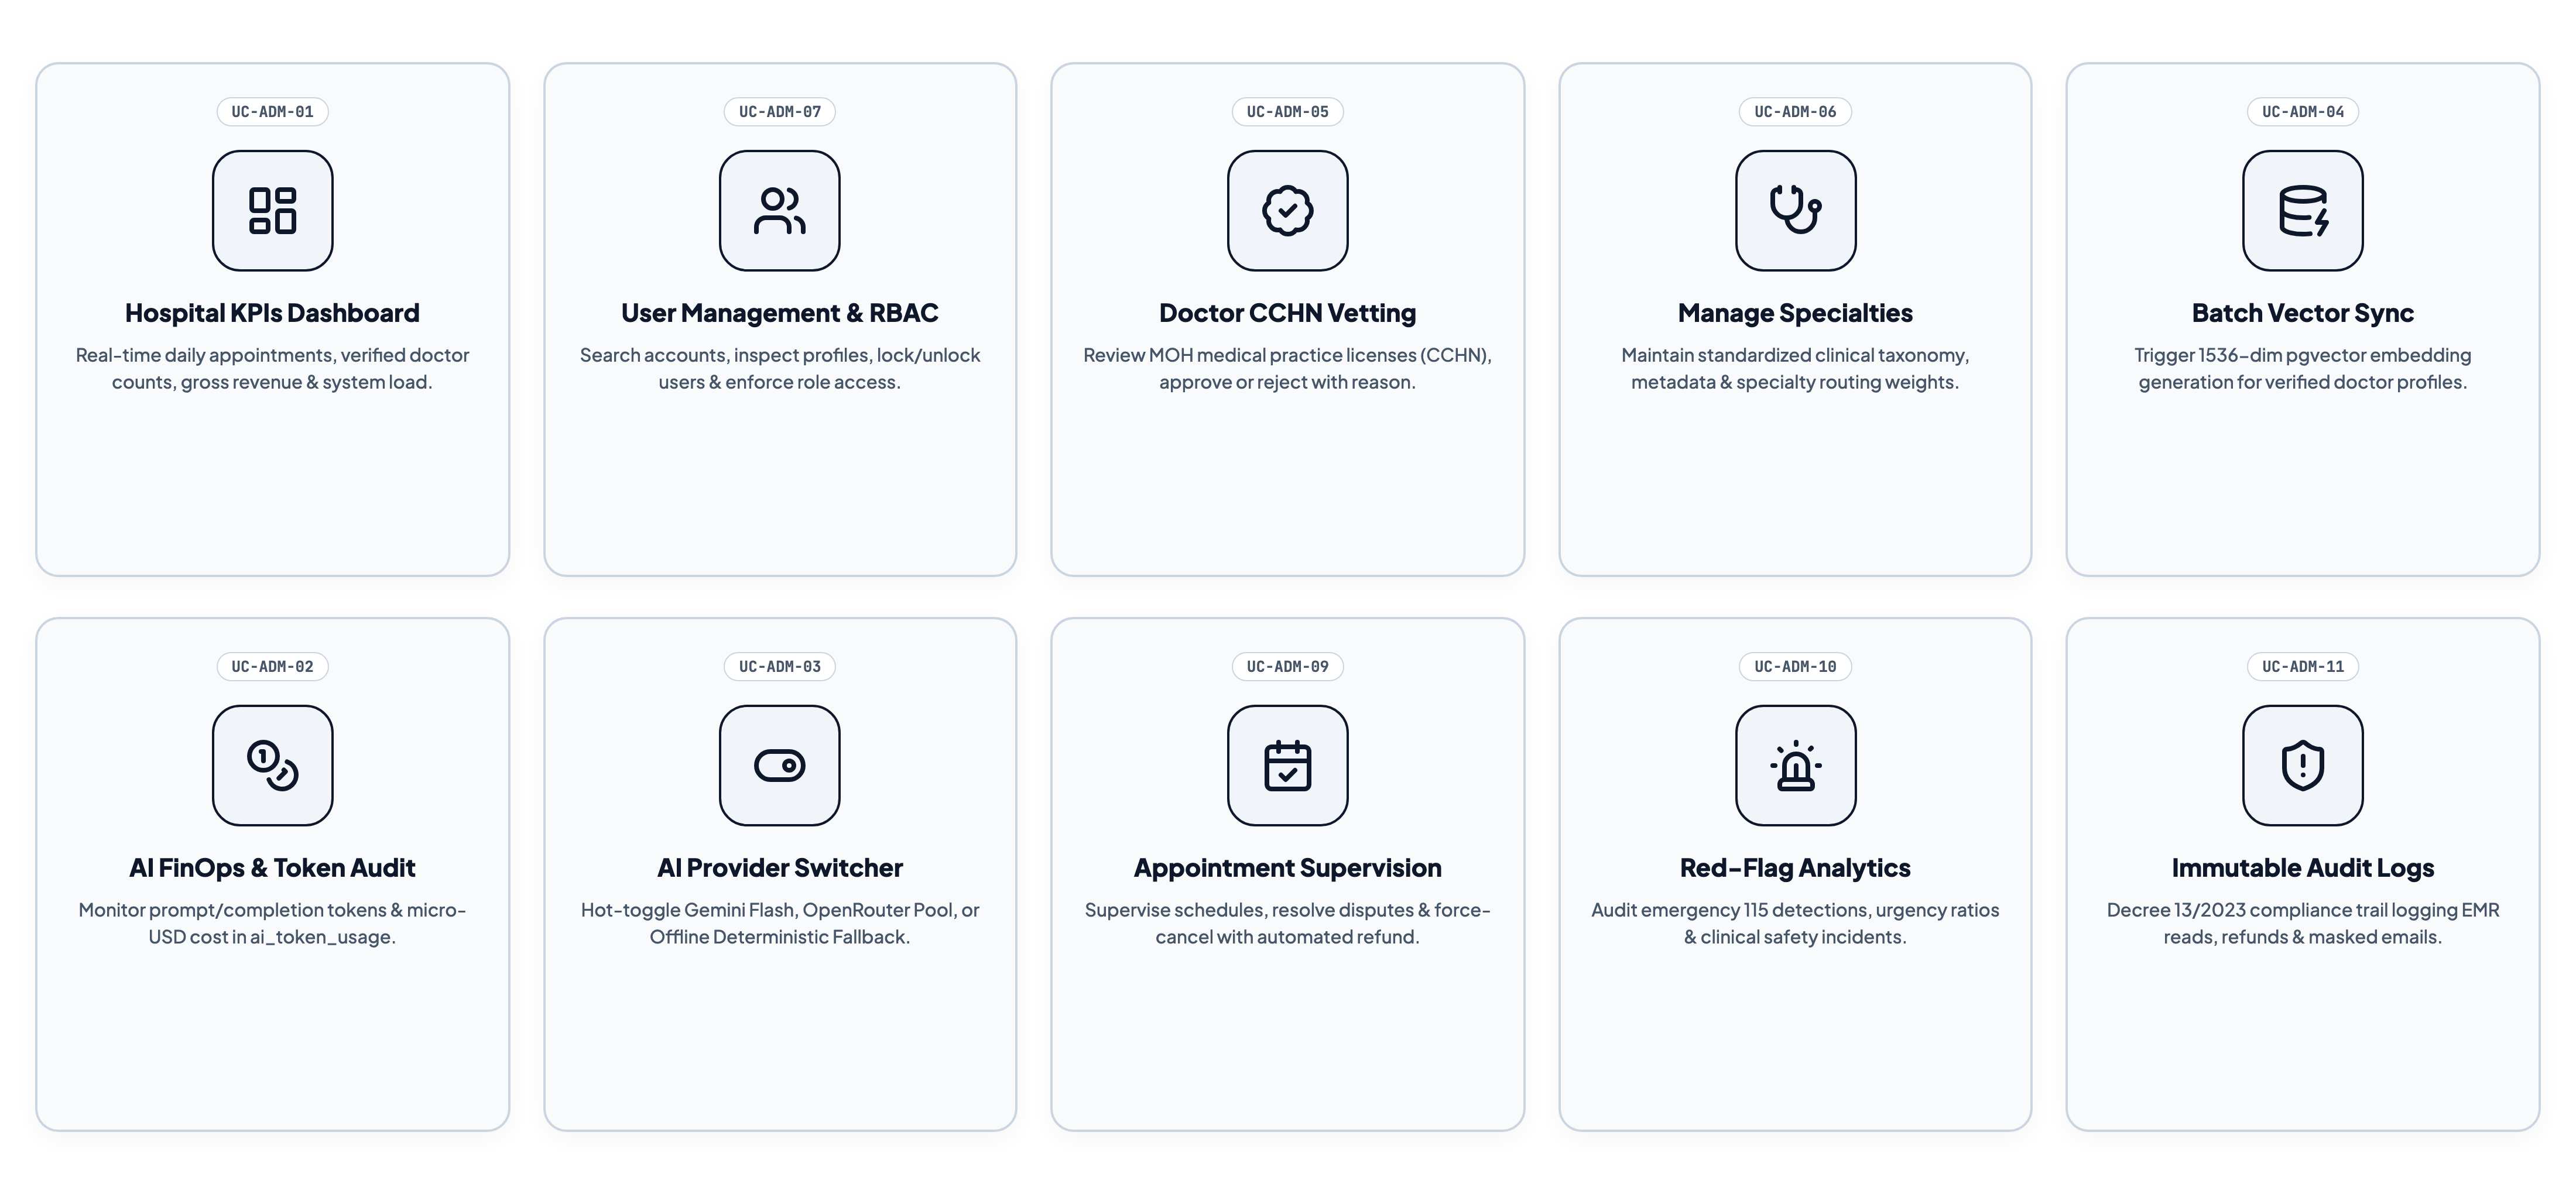 UC-ADM-01
Hospital KPIs Dashboard
Real-time daily appointments, verified doctor
counts, gross revenue & system load.
UC-ADM-07
User Management & RBAC
Search accounts, inspect profiles, lock/unlock
users & enforce role access.
UC-ADM-05
Doctor CCHN Vetting
Review MOH medical practice licenses (CCHN),
approve or reject with reason.
UC-ADM-06
Manage Specialties
Maintain standardized clinical taxonomy,
metadata & specialty routing weights.
UC-ADM-04
Batch Vector Sync
Trigger 1536-dim pgvector embedding
generation for verified doctor profiles.
UC-ADM-02
AI FinOps & Token Audit
Monitor prompt/completion tokens & micro-
USD cost in ai_token_usage.
UC-ADM-03
AI Provider Switcher
Hot-toggle Gemini Flash, OpenRouter Pool, or
Offline Deterministic Fallback.
UC-ADM-09
Appointment Supervision
Supervise schedules, resolve disputes & force-
cancel with automated refund.
UC-ADM-10
Red-Flag Analytics
Audit emergency 115 detections, urgency ratios
& clinical safety incidents.
UC-ADM-11
Immutable Audit Logs
Decree 13/2023 compliance trail logging EMR
reads, refunds & masked emails.